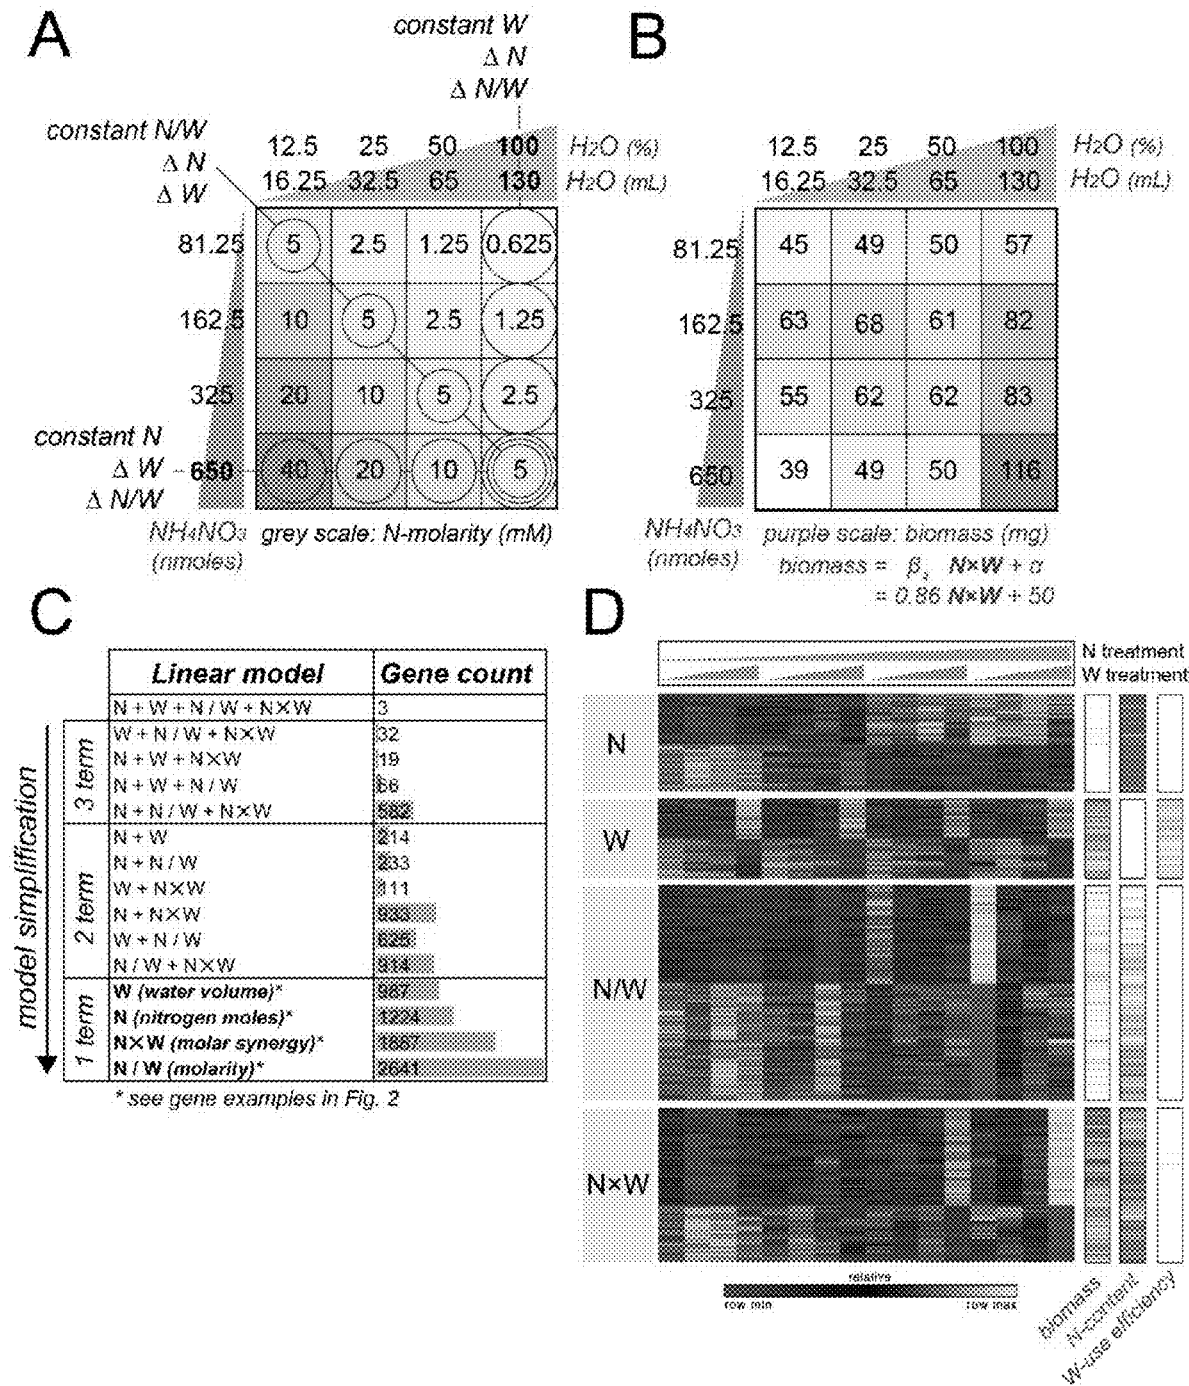 A
constant W
Δ N
Δ N/W
constant N/W
Δ N
Δ W
12.5 25 50 100 H2O (%)
16.25 32.5 65 130 H2O (mL)
81.25 5 2.5 1.25 0.625
162.5 10 5 2.5 1.25
325 20 10 5 2.5
constant N
Δ W
Δ N/W
650 40 20 10 5
NH4NO3
(nmoles)
grey scale: N-molarity (mM)
B
12.5 25 50 100 H2O (%)
16.25 32.5 65 130 H2O (mL)
81.25 45 49 50 57
162.5 63 68 61 82
325 55 62 62 83
650 39 49 50 116
NH4NO3
(nmoles)
purple scale: biomass (mg)
biomass = β N×W + α
= 0.86 N×W + 50
C
Linear model Gene count
model simplification
N + W + N / W + N×W 3
3 term
W + N / W + N×W 32
N + W + N×W 19
N + W + N / W 66
N + N / W + N×W 582
2 term
N + W 214
N + N / W 233
W + N×W 111
N + N×W 933
W + N / W 625
N / W + N×W 914
1 term
W (water volume)* 987
N (nitrogen moles)* 1224
N×W (molar synergy)*
N / W (molarity)* 2641
* see gene examples in Fig. 2
D
N treatment
W treatment
N
W
N/W
N×W
relative
row min row max
biomass
N-content
W-use efficiency